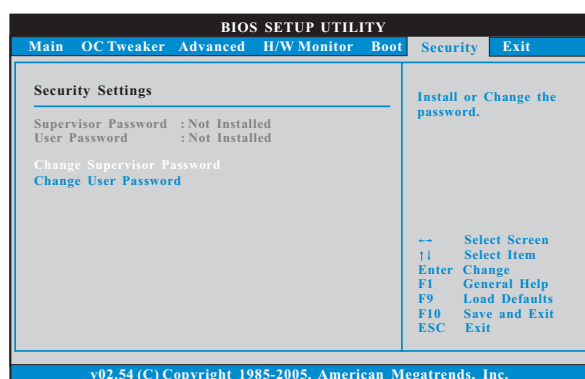 BIOS SETUP UTILITY
Main OC Tweaker Advanced H/W Monitor Boot Security Exit
Security Settings
Supervisor Password : Not Installed
User Password : Not Installed
Change Supervisor Password
Change User Password
Install or Change the
password.
←→ Select Screen
↑↓ Select Item
Enter Change
F1 General Help
F9 Load Defaults
F10 Save and Exit
ESC Exit
v02.54 (C) Copyright 1985-2005, American Megatrends, Inc.